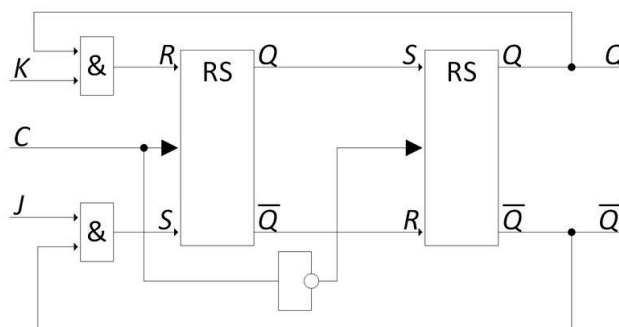 K & R RS Q S RS Q Q
C
J & S Q̅ R Q̅ Q̅